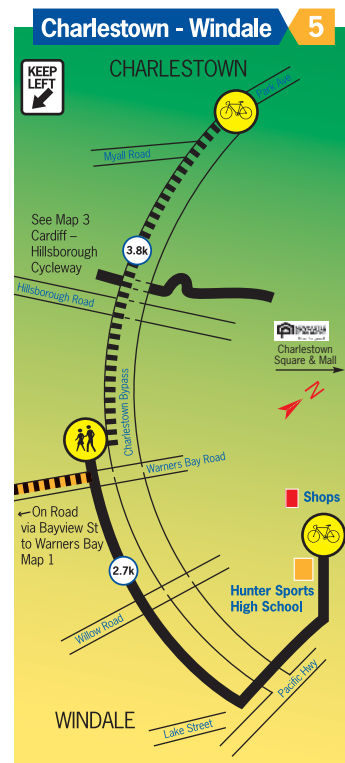 Charlestown - Windale 5
KEEP
LEFT
CHARLESTOWN
Park Ave
Myall Road
See Map 3
Cardiff –
Hillsborough
Cycleway
3.8k
Hillsborough Road
Charlestown
Square & Mall
N
Charlestown Bypass
Warners Bay Road
←On Road
via Bayview St
to Warners Bay
Map 1
Shops
2.7k
Hunter Sports
High School
Willow Road
Pacific Hwy
WINDALE
Lake Street